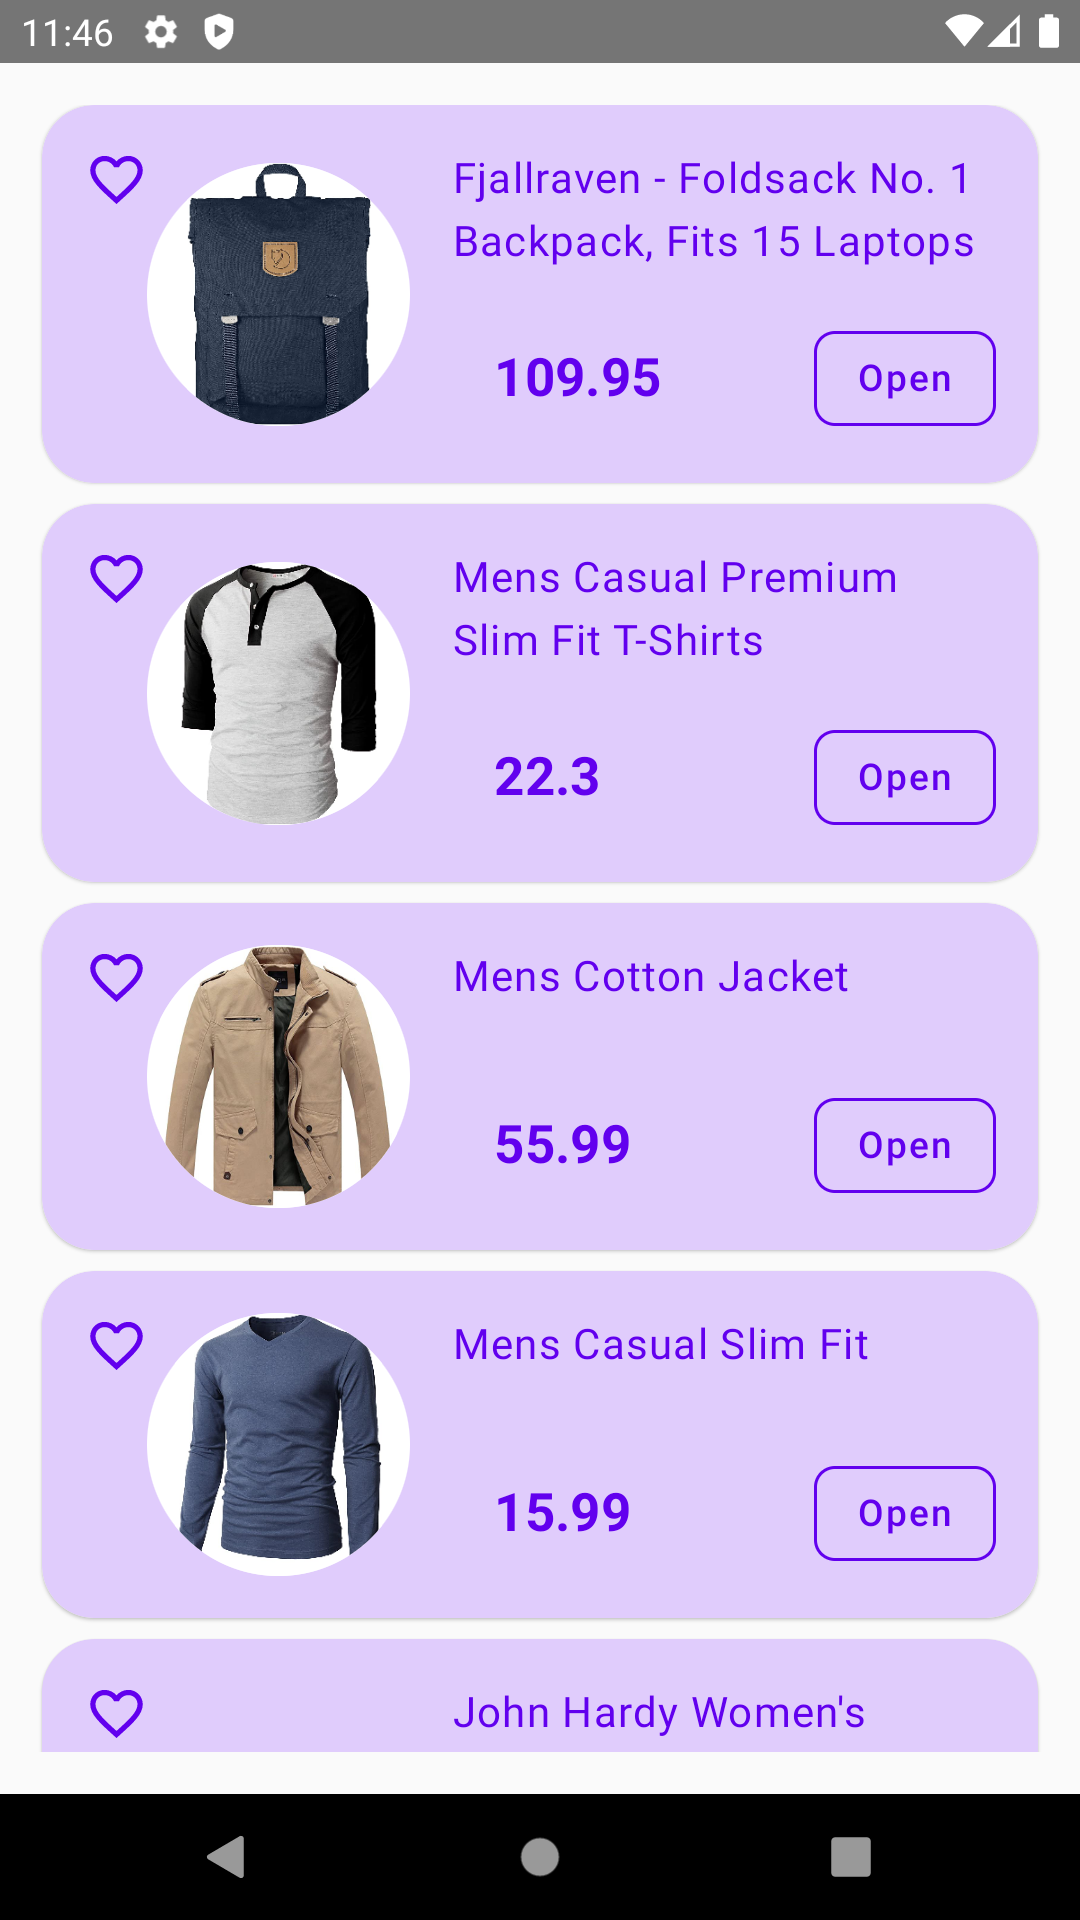 11:46
Fjallraven - Foldsack No. 1
Backpack, Fits 15 Laptops
109.95
Open
Mens Casual Premium
Slim Fit T-Shirts
22.3
Open
Mens Cotton Jacket
55.99
Open
Mens Casual Slim Fit
15.99
Open
John Hardy Women's